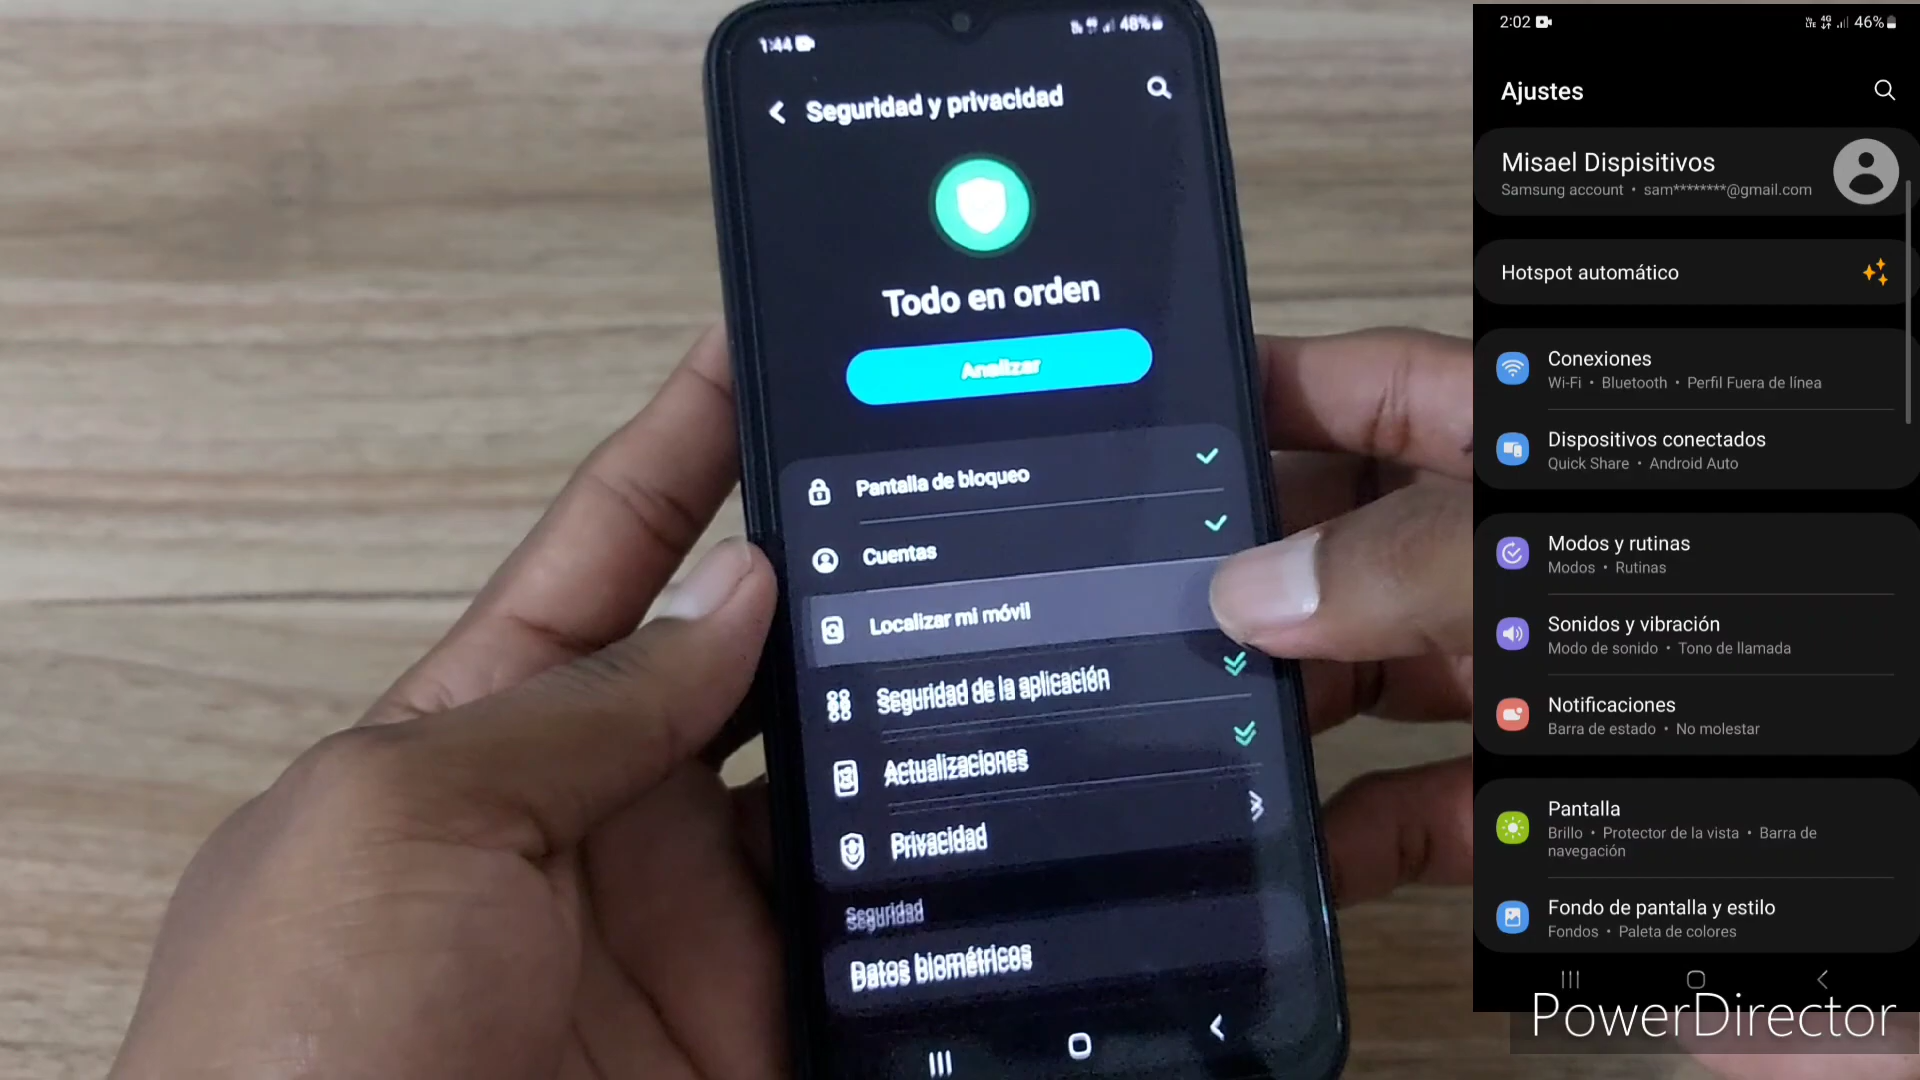 1:44
48%
Seguridad y privacidad
Todo en orden
Analizar
Pantalla de bloqueo
Cuentas
Localizar mi móvil
Seguridad de la aplicación
Actualizaciones
Privacidad
Seguridad
Datos biométricos
2:02
Vo LTE 4G 46%
Ajustes
Misael Dispisitivos
Samsung account • sam********@gmail.com
Hotspot automático
Conexiones
Wi-Fi • Bluetooth • Perfil Fuera de línea
Dispositivos conectados
Quick Share • Android Auto
Modos y rutinas
Modos • Rutinas
Sonidos y vibración
Modo de sonido • Tono de llamada
Notificaciones
Barra de estado • No molestar
Pantalla
Brillo • Protector de la vista • Barra de
navegación
Fondo de pantalla y estilo
Fondos • Paleta de colores
PowerDirector